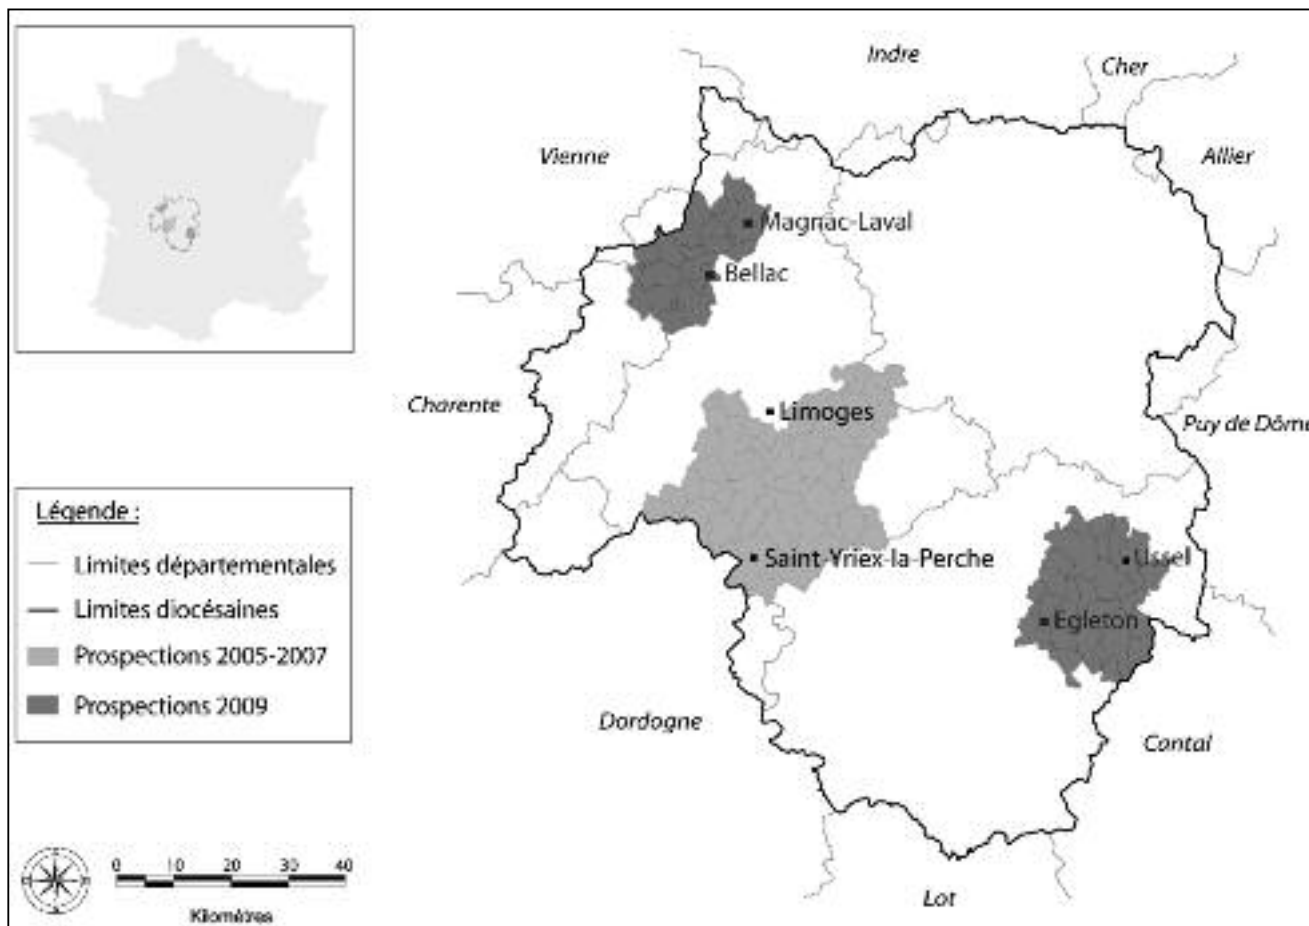 Indre
Cher
Vienne
Allier
Magnac-Laval
Bellac
Charente
Limoges
Puy de Dôme
Légende :
Limites départementales
Limites diocésaines
Prospections 2005-2007
Prospections 2009
Saint-Yriex-la-Perche
Ussel
Egleton
Dordogne
Cantal
0 10 20 30 40
Kilomètres
Lot